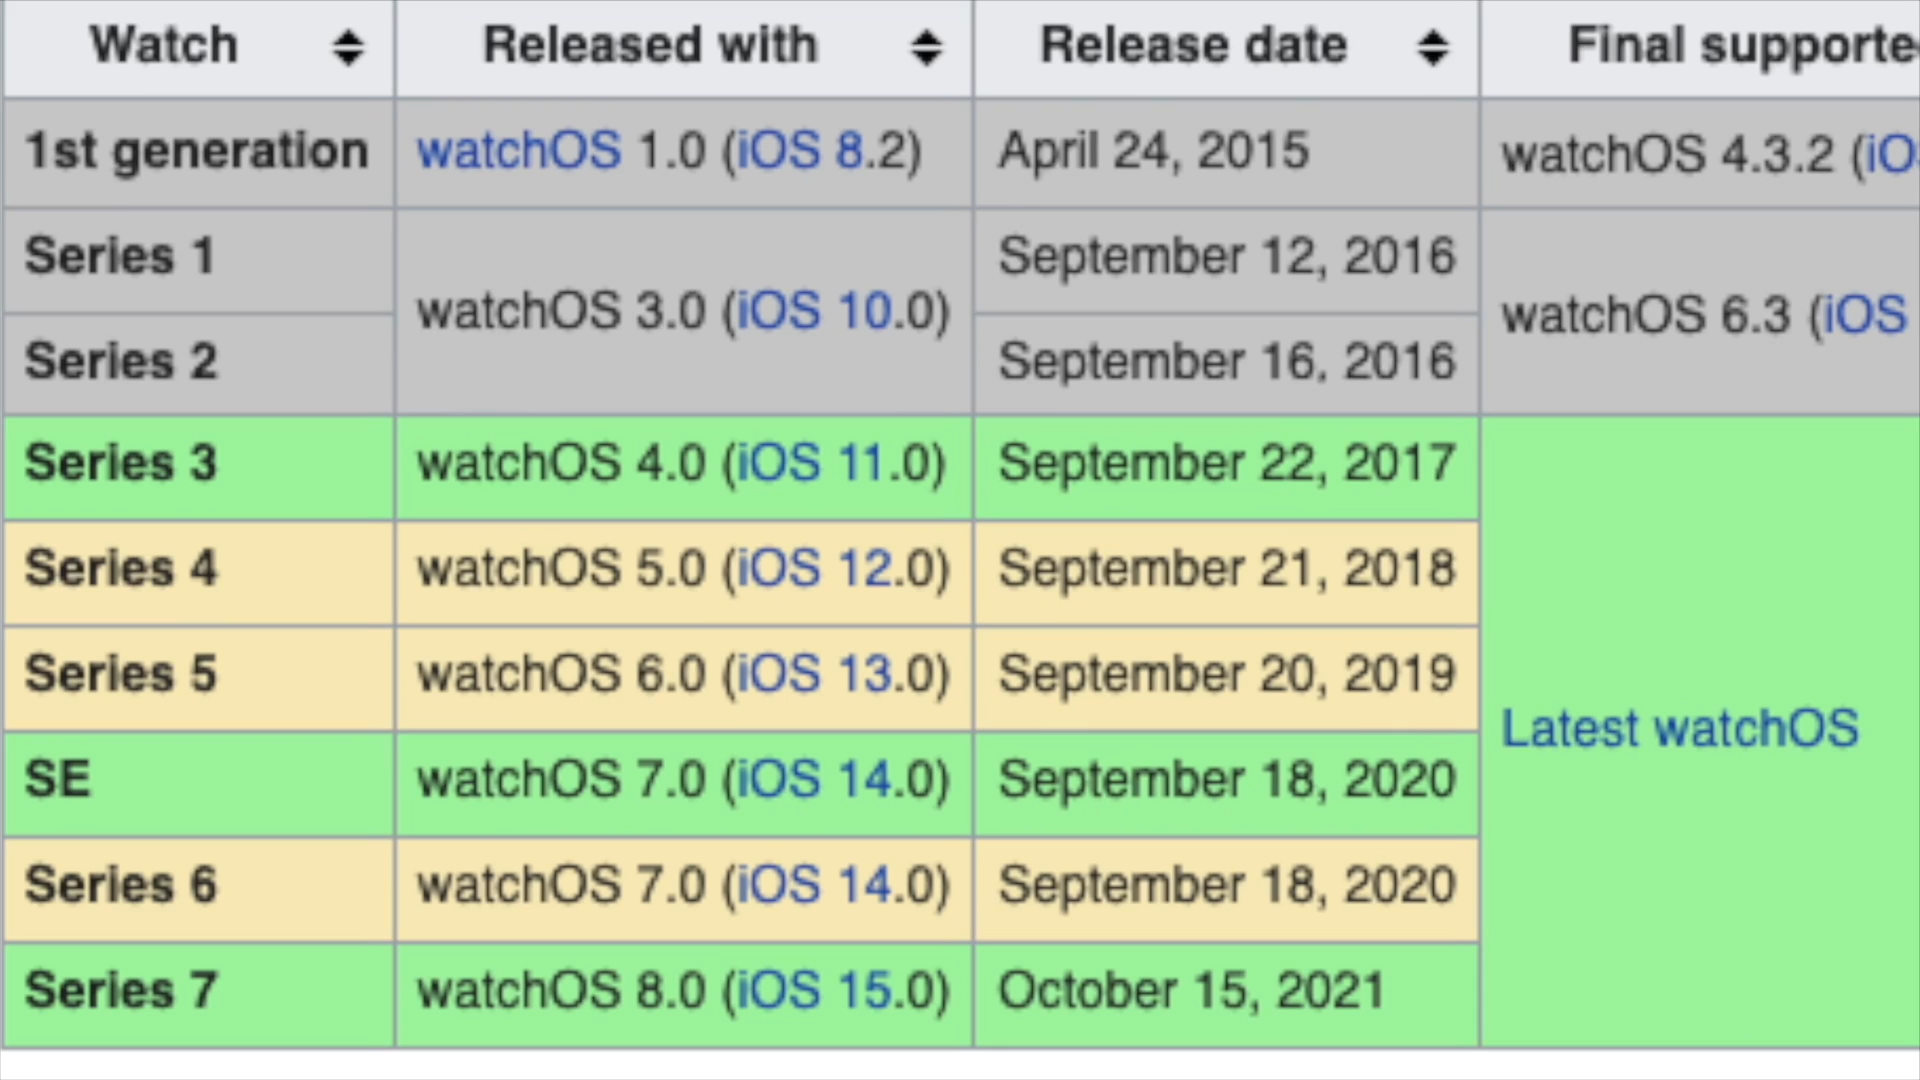 Watch Released with Release date Final supporte
1st generation watchOS 1.0 (iOS 8.2) April 24, 2015 watchOS 4.3.2 (iO
Series 1 September 12, 2016
watchOS 3.0 (iOS 10.0) watchOS 6.3 (iOS
Series 2 September 16, 2016
Series 3 watchOS 4.0 (iOS 11.0) September 22, 2017
Series 4 watchOS 5.0 (iOS 12.0) September 21, 2018
Series 5 watchOS 6.0 (iOS 13.0) September 20, 2019
Latest watchOS
SE watchOS 7.0 (iOS 14.0) September 18, 2020
Series 6 watchOS 7.0 (iOS 14.0) September 18, 2020
Series 7 watchOS 8.0 (iOS 15.0) October 15, 2021